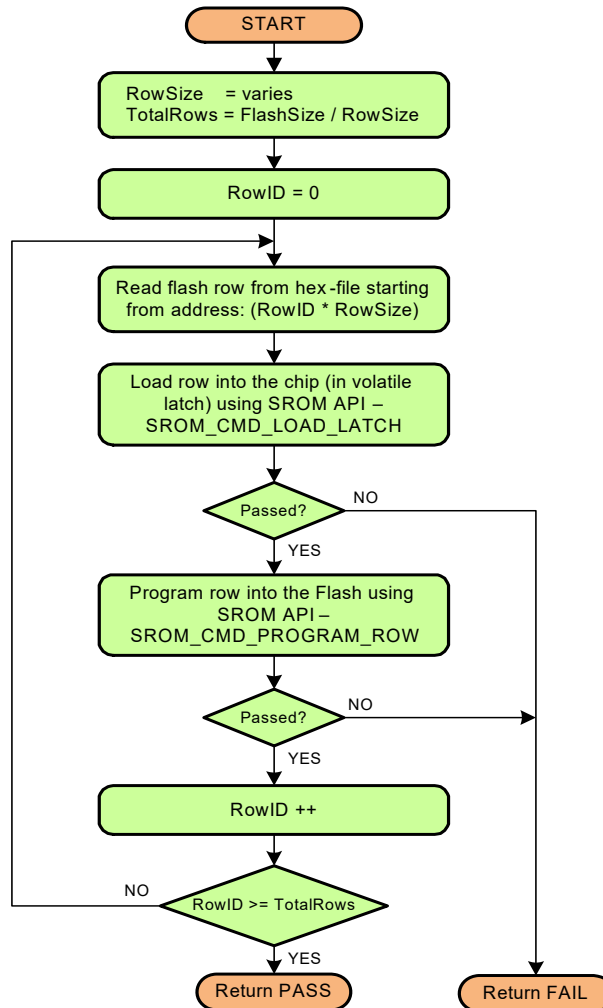 START
RowSize = varies
TotalRows = FlashSize / RowSize
RowID = 0
Read flash row from hex-file starting
from address: (RowID * RowSize)
Load row into the chip (in volatile
latch) using SROM API –
SROM_CMD_LOAD_LATCH
Passed?
NO
YES
Program row into the Flash using
SROM API –
SROM_CMD_PROGRAM_ROW
Passed?
NO
YES
RowID ++
NO
RowID >= TotalRows
YES
Return PASS
Return FAIL